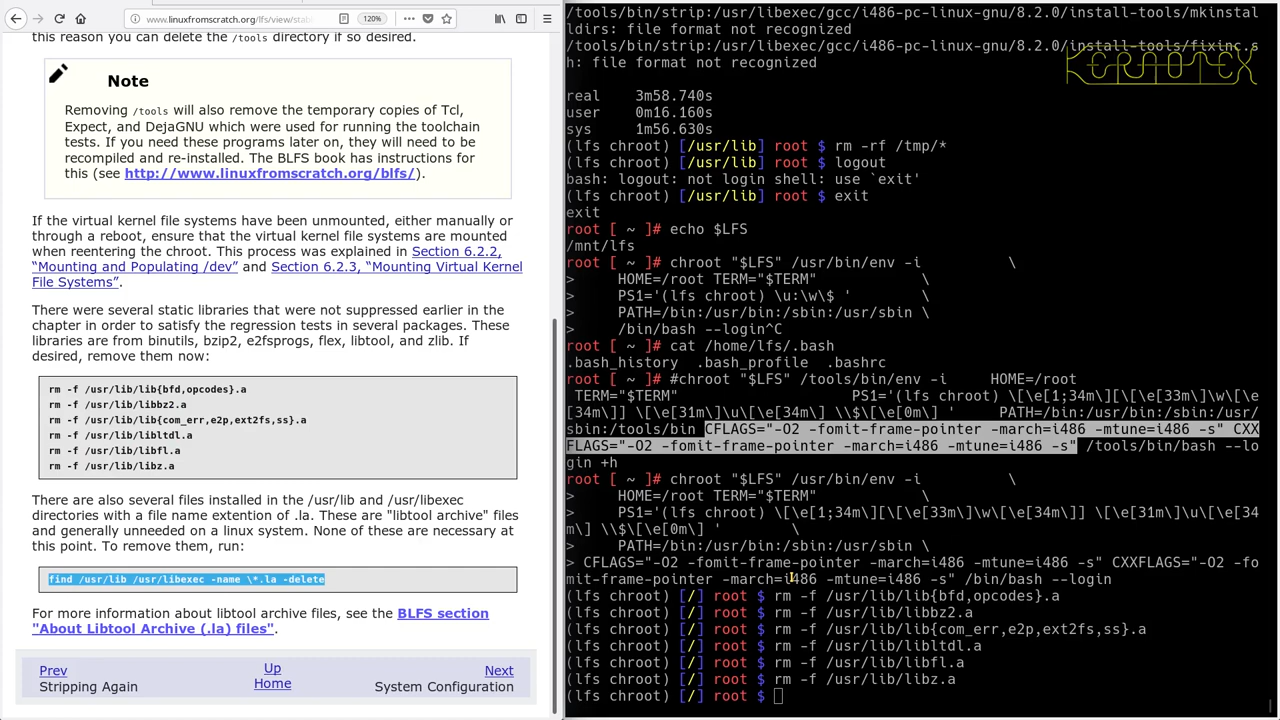 www.linuxfromscratch.org/lfs/view/stab
120%
this reason you can delete the /tools directory if so desired.
Note
Removing /tools will also remove the temporary copies of Tcl,
Expect, and DejaGNU which were used for running the toolchain
tests. If you need these programs later on, they will need to be
recompiled and re-installed. The BLFS book has instructions for
this (see http://www.linuxfromscratch.org/blfs/).
If the virtual kernel file systems have been unmounted, either manually or
through a reboot, ensure that the virtual kernel file systems are mounted
when reentering the chroot. This process was explained in Section 6.2.2,
“Mounting and Populating /dev” and Section 6.2.3, “Mounting Virtual Kernel
File Systems”.
There were several static libraries that were not suppressed earlier in the
chapter in order to satisfy the regression tests in several packages. These
libraries are from binutils, bzip2, e2fsprogs, flex, libtool, and zlib. If
desired, remove them now:
rm -f /usr/lib/lib{bfd,opcodes}.a
rm -f /usr/lib/libbz2.a
rm -f /usr/lib/lib{com_err,e2p,ext2fs,ss}.a
rm -f /usr/lib/libltdl.a
rm -f /usr/lib/libfl.a
rm -f /usr/lib/libz.a
There are also several files installed in the /usr/lib and /usr/libexec
directories with a file name extention of .la. These are "libtool archive" files
and generally unneeded on a linux system. None of these are necessary at
this point. To remove them, run:
find /usr/lib /usr/libexec -name \*.la -delete
For more information about libtool archive files, see the BLFS section
"About Libtool Archive (.la) files".
Prev
Stripping Again
Up
Home
Next
System Configuration
/tools/bin/strip:/usr/libexec/gcc/i486-pc-linux-gnu/8.2.0/install-tools/mkinstal
ldirs: file format not recognized
/tools/bin/strip:/usr/libexec/gcc/i486-pc-linux-gnu/8.2.0/install-tools/fixinc.s
h: file format not recognized
KERNOTEX
real 3m58.740s
user 0m16.160s
sys 1m56.630s
(lfs chroot) [/usr/lib] root $ rm -rf /tmp/*
(lfs chroot) [/usr/lib] root $ logout
bash: logout: not login shell: use `exit'
(lfs chroot) [/usr/lib] root $ exit
exit
root [ ~ ]# echo $LFS
/mnt/lfs
root [ ~ ]# chroot "$LFS" /usr/bin/env -i \
> HOME=/root TERM="$TERM" \
> PS1='(lfs chroot) \u:\w\$ ' \
> PATH=/bin:/usr/bin:/sbin:/usr/sbin \
> /bin/bash --login^C
root [ ~ ]# cat /home/lfs/.bash
.bash_history .bash_profile .bashrc
root [ ~ ]# #chroot "$LFS" /tools/bin/env -i HOME=/root
TERM="$TERM" PS1='(lfs chroot) \[\e[1;34m\][\[\e[33m\]\w\[\e
[34m\]] \[\e[31m\]\u\[\e[34m\] \\$\[\e[0m\] ' PATH=/bin:/usr/bin:/sbin:/usr/
sbin:/tools/bin CFLAGS="-O2 -fomit-frame-pointer -march=i486 -mtune=i486 -s" CXX
FLAGS="-O2 -fomit-frame-pointer -march=i486 -mtune=i486 -s" /tools/bin/bash --lo
gin +h
root [ ~ ]# chroot "$LFS" /usr/bin/env -i \
> HOME=/root TERM="$TERM" \
> PS1='(lfs chroot) \[\e[1;34m\][\[\e[33m\]\w\[\e[34m\]] \[\e[31m\]\u\[\e[34
m\] \\$\[\e[0m\] ' \
> PATH=/bin:/usr/bin:/sbin:/usr/sbin \
> CFLAGS="-O2 -fomit-frame-pointer -march=i486 -mtune=i486 -s" CXXFLAGS="-O2 -fo
mit-frame-pointer -march=i486 -mtune=i486 -s" /bin/bash --login
(lfs chroot) [/] root $ rm -f /usr/lib/lib{bfd,opcodes}.a
(lfs chroot) [/] root $ rm -f /usr/lib/libbz2.a
(lfs chroot) [/] root $ rm -f /usr/lib/lib{com_err,e2p,ext2fs,ss}.a
(lfs chroot) [/] root $ rm -f /usr/lib/libltdl.a
(lfs chroot) [/] root $ rm -f /usr/lib/libfl.a
(lfs chroot) [/] root $ rm -f /usr/lib/libz.a
(lfs chroot) [/] root $